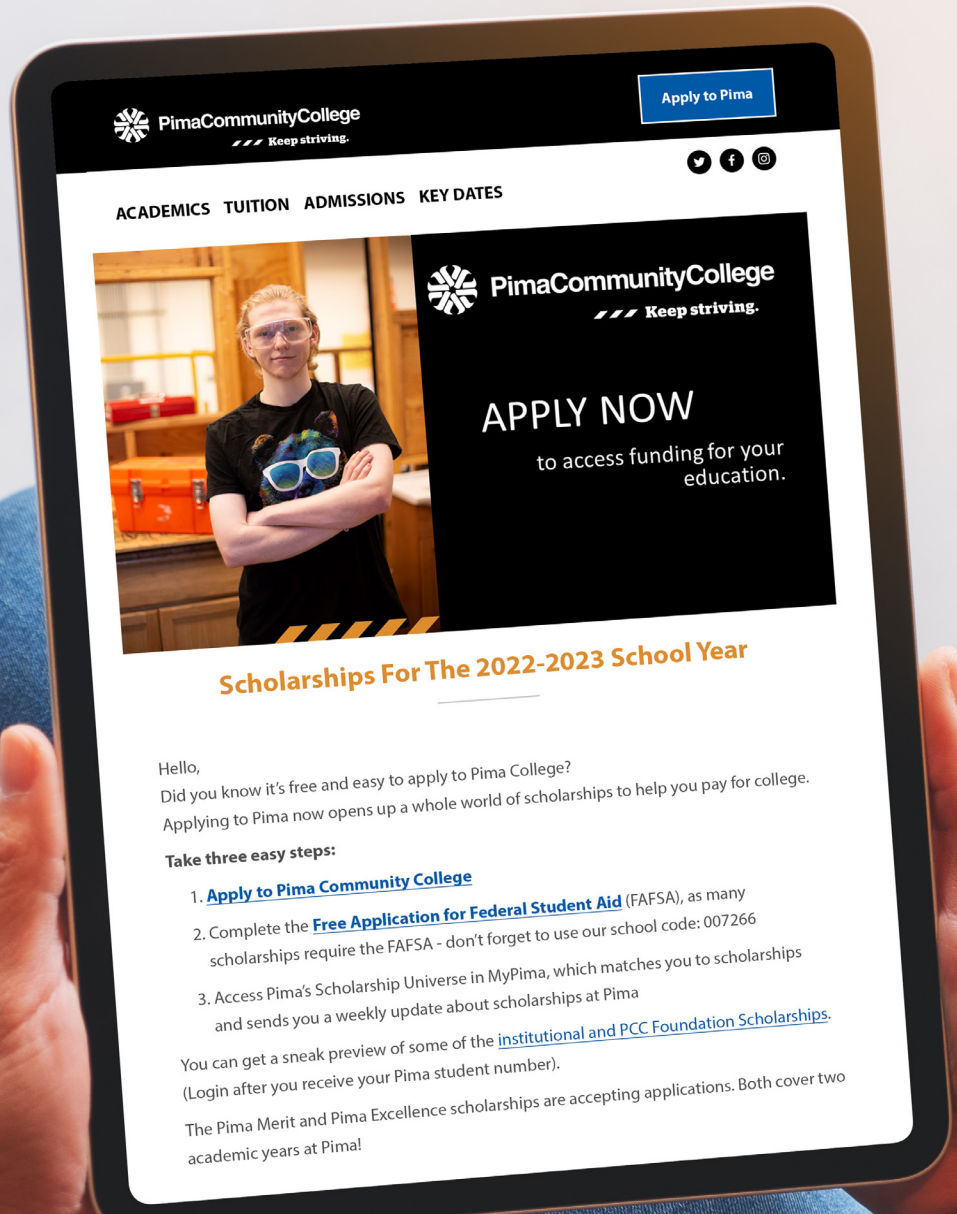 PimaCommunityCollege
Keep striving.
Apply to Pima
ACADEMICS TUITION ADMISSIONS KEY DATES
PimaCommunityCollege
Keep striving.
APPLY NOW
to access funding for your
education.
Scholarships For The 2022-2023 School Year
Hello,
Did you know it’s free and easy to apply to Pima College?
Applying to Pima now opens up a whole world of scholarships to help you pay for college.
Take three easy steps:
1. Apply to Pima Community College
2. Complete the Free Application for Federal Student Aid (FAFSA), as many
scholarships require the FAFSA - don’t forget to use our school code: 007266
3. Access Pima’s Scholarship Universe in MyPima, which matches you to scholarships
and sends you a weekly update about scholarships at Pima
You can get a sneak preview of some of the institutional and PCC Foundation Scholarships.
(Login after you receive your Pima student number).
The Pima Merit and Pima Excellence scholarships are accepting applications. Both cover two
academic years at Pima!